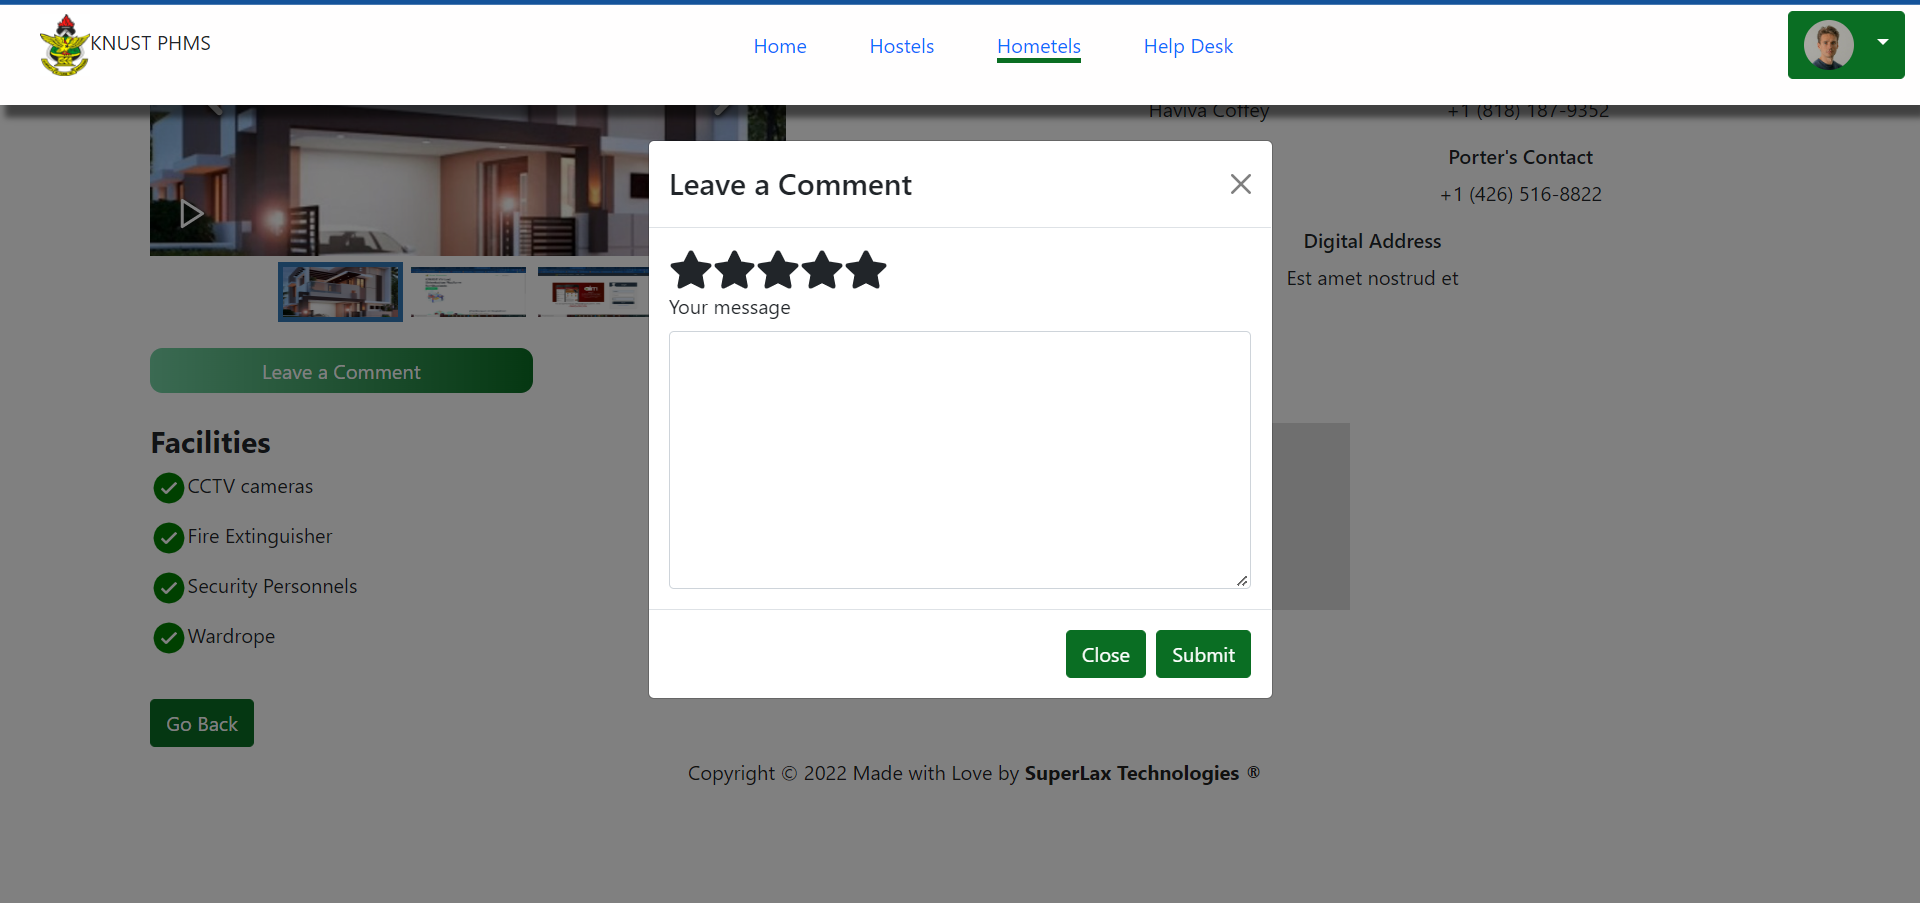 KNUST PHMS
Home
Hostels
Hometels
Help Desk
Haviva Coffey
+1 (818) 187-9352
Porter's Contact
+1 (426) 516-8822
Digital Address
Est amet nostrud et
Leave a Comment
Your message
Close
Submit
Leave a Comment
Facilities
CCTV cameras
Fire Extinguisher
Security Personnels
Wardrope
Go Back
Copyright © 2022 Made with Love by SuperLax Technologies ®